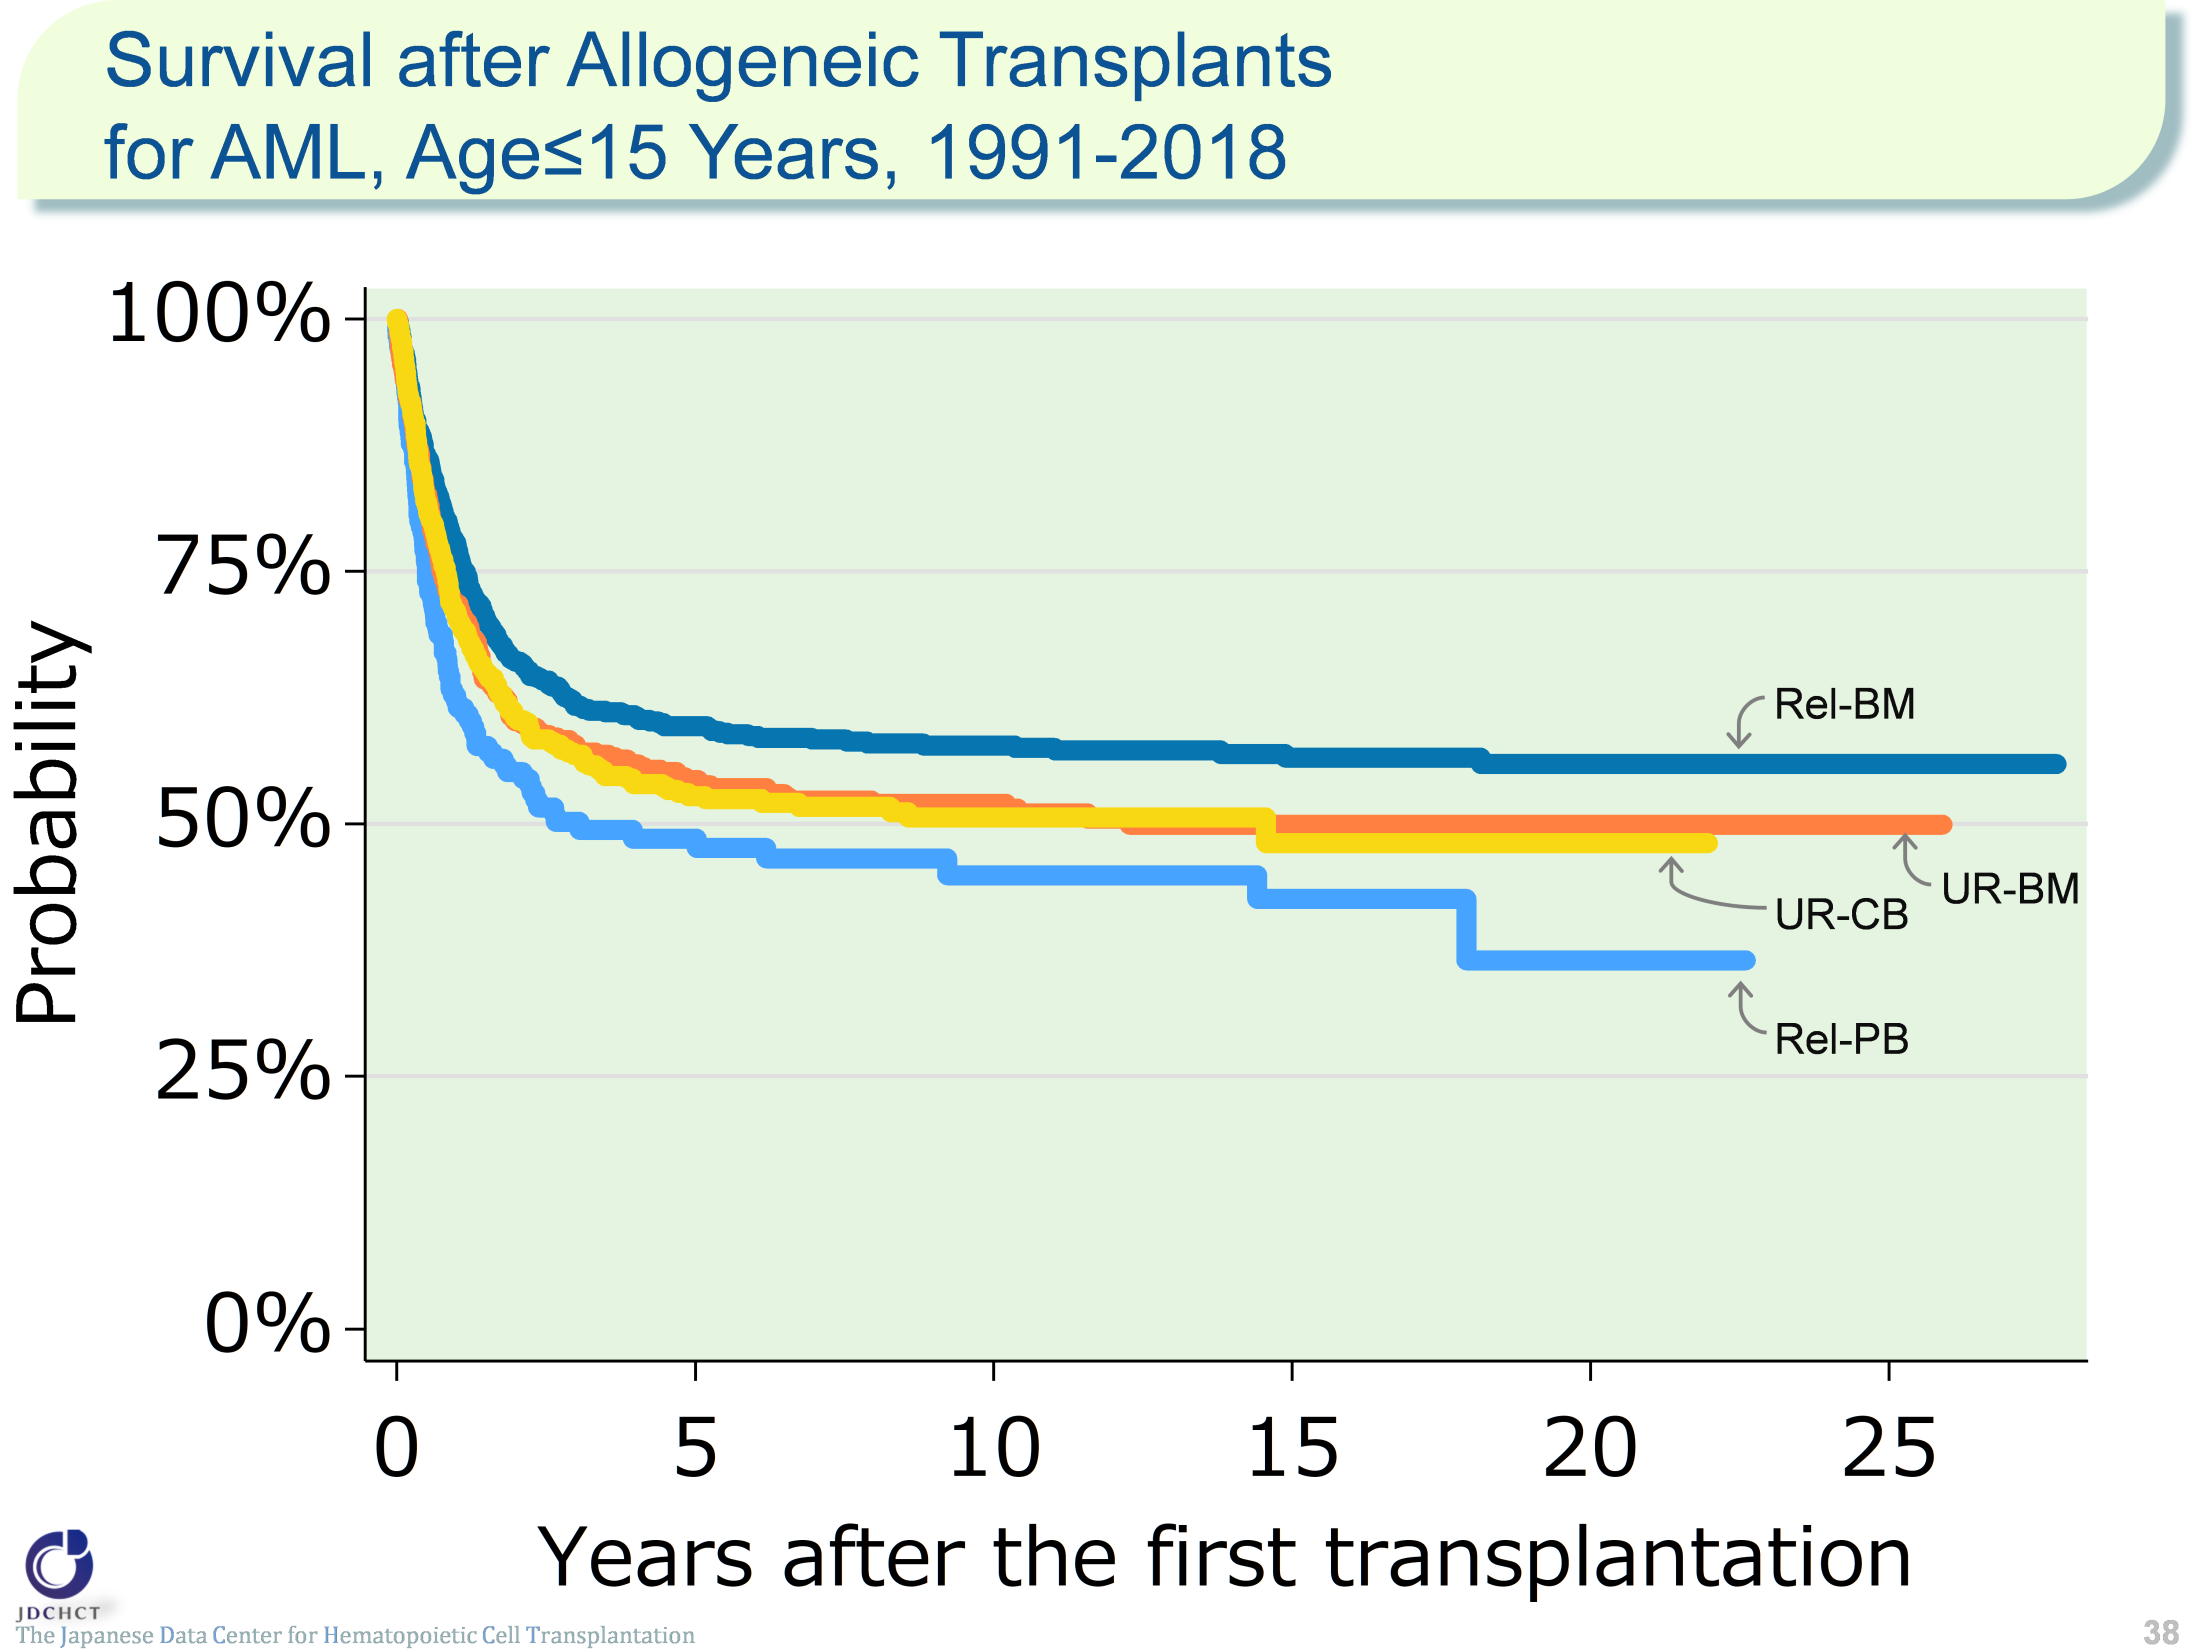 Survival after Allogeneic Transplants
for AML, Age≤15 Years, 1991-2018
100%
75%
50%
25%
0%
Probability
Rel-BM
UR-BM
UR-CB
Rel-PB
0 5 10 15 20 25
Years after the first transplantation
JDCHCT
The Japanese Data Center for Hematopoietic Cell Transplantation
38